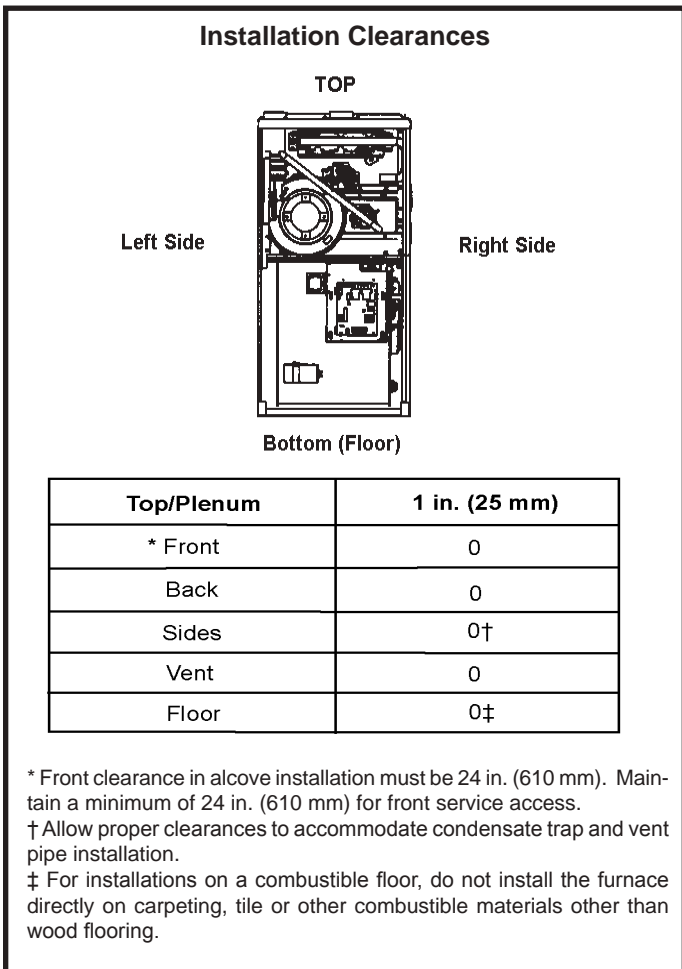 Installation Clearances
TOP
Left Side
Right Side
Bottom (Floor)
Top/Plenum 1 in. (25 mm)
* Front 0
Back 0
Sides 0†
Vent 0
Floor 0‡
* Front clearance in alcove installation must be 24 in. (610 mm). Main-
tain a minimum of 24 in. (610 mm) for front service access.
† Allow proper clearances to accommodate condensate trap and vent
pipe installation.
‡ For installations on a combustible floor, do not install the furnace
directly on carpeting, tile or other combustible materials other than
wood flooring.